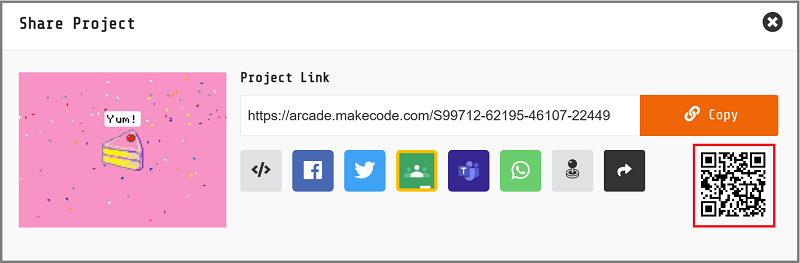 Share Project
Project Link
Yum!
https://arcade.makecode.com/S99712-62195-46107-22449
Copy